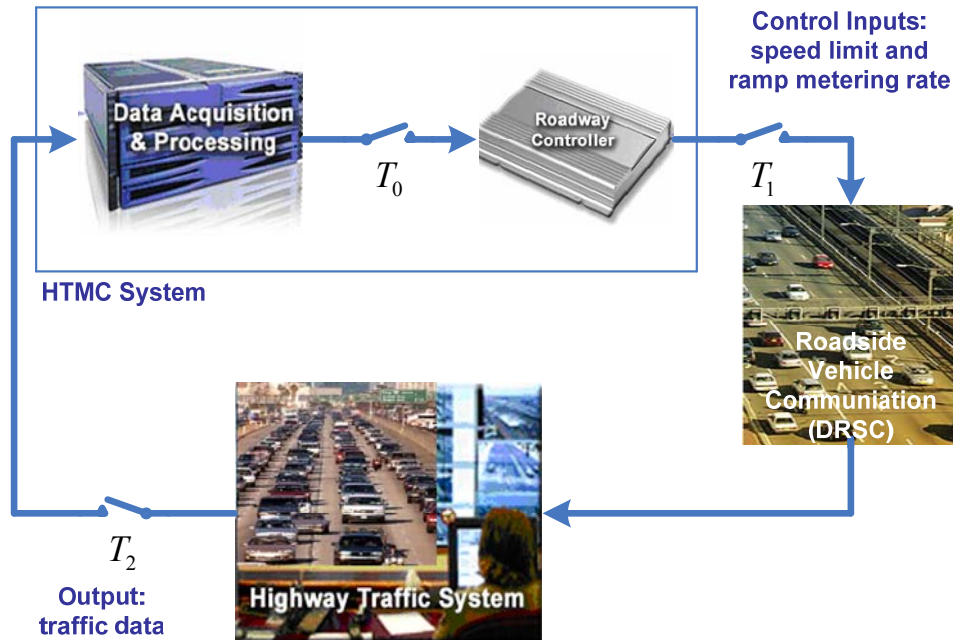 Data Acquisition
& Processing
T0
Roadway
Controller
T1
Control Inputs:
speed limit and
ramp metering rate
HTMC System
Roadside
Vehicle
Communiation
(DRSC)
Highway Traffic System
T2
Output:
traffic data